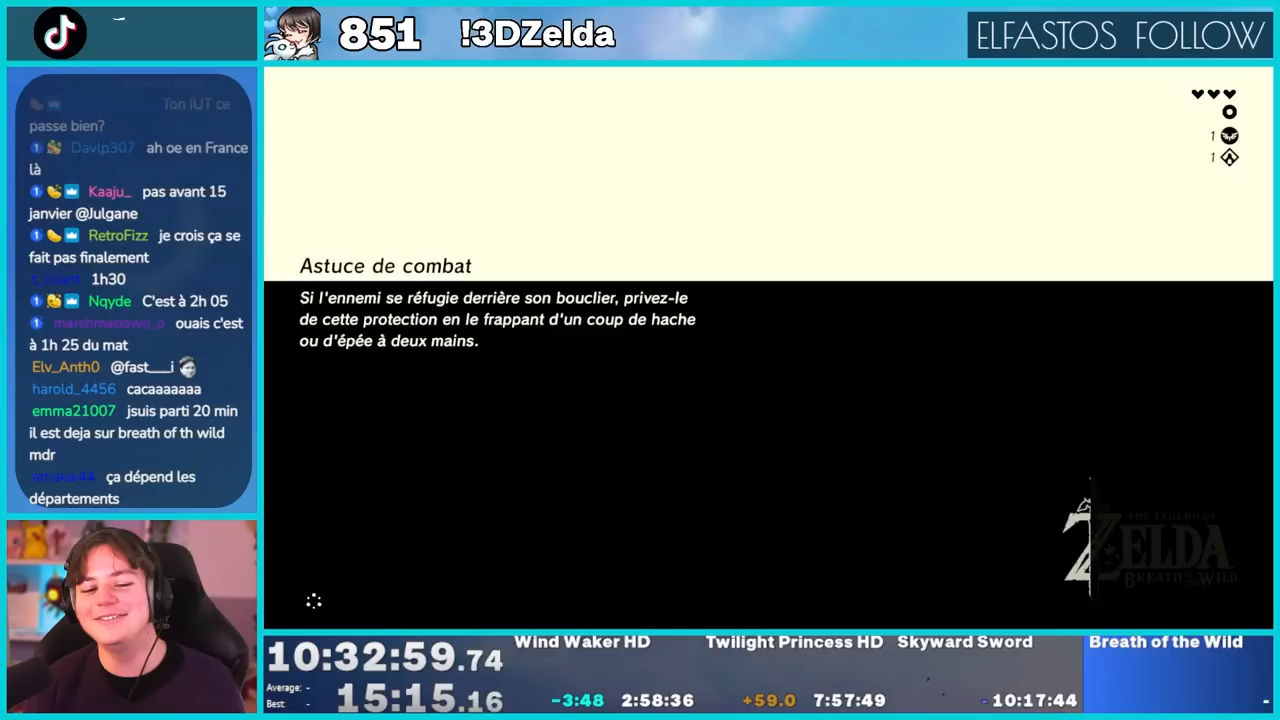 851 !3DZelda
ELFASTOS FOLLOW
Ton IUT ce
passe bien?
Davlp307 ah oe en France
là
Kaaju_ pas avant 15
janvier @Julgane
RetroFizz je crois ça se
fait pas finalement
1h30
Nqyde C'est à 2h 05
ouais c'est
à 1h 25 du mat
Elv_Anth0 @fast___i
harold_4456 cacaaaaaaa
emma21007 jsuis parti 20 min
il est deja sur breath of th wild
mdr
ça dépend les
départements
1
1
Astuce de combat
Si l'ennemi se réfugie derrière son bouclier, privez-le
de cette protection en le frappant d'un coup de hache
ou d'épée à deux mains.
THE LEGEND OF
ZELDA
BREATH OF THE WILD
10:32:59.74
Average: -
Best: -
15:15.16
Wind Waker HD
-3:48 2:58:36
Twilight Princess HD
+59.0 7:57:49
Skyward Sword
- 10:17:44
Breath of the Wild
-